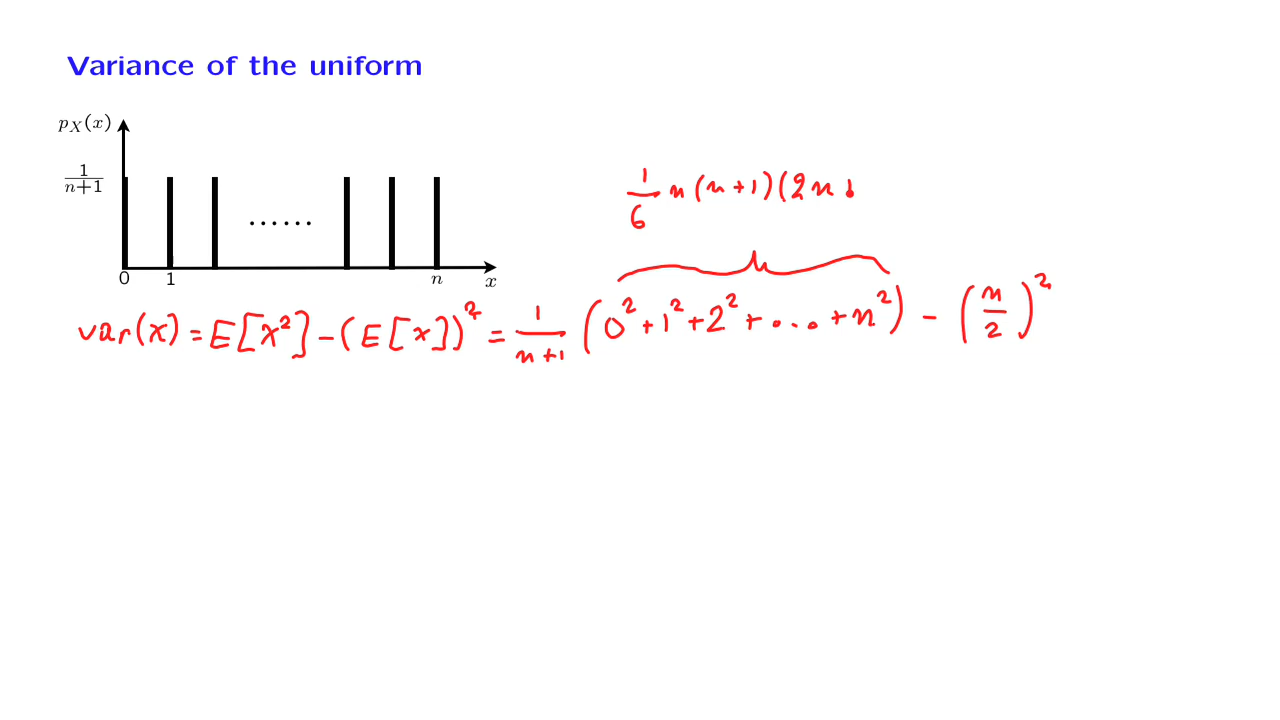 Variance of the uniform
p_X(x)
1/(n+1)
......
0 1 n x
1/6 n(n+1)(2n
var(X) = E[X²] - (E[X])² = 1/(n+1) (0² + 1² + 2² + ... + n²) - (n/2)²